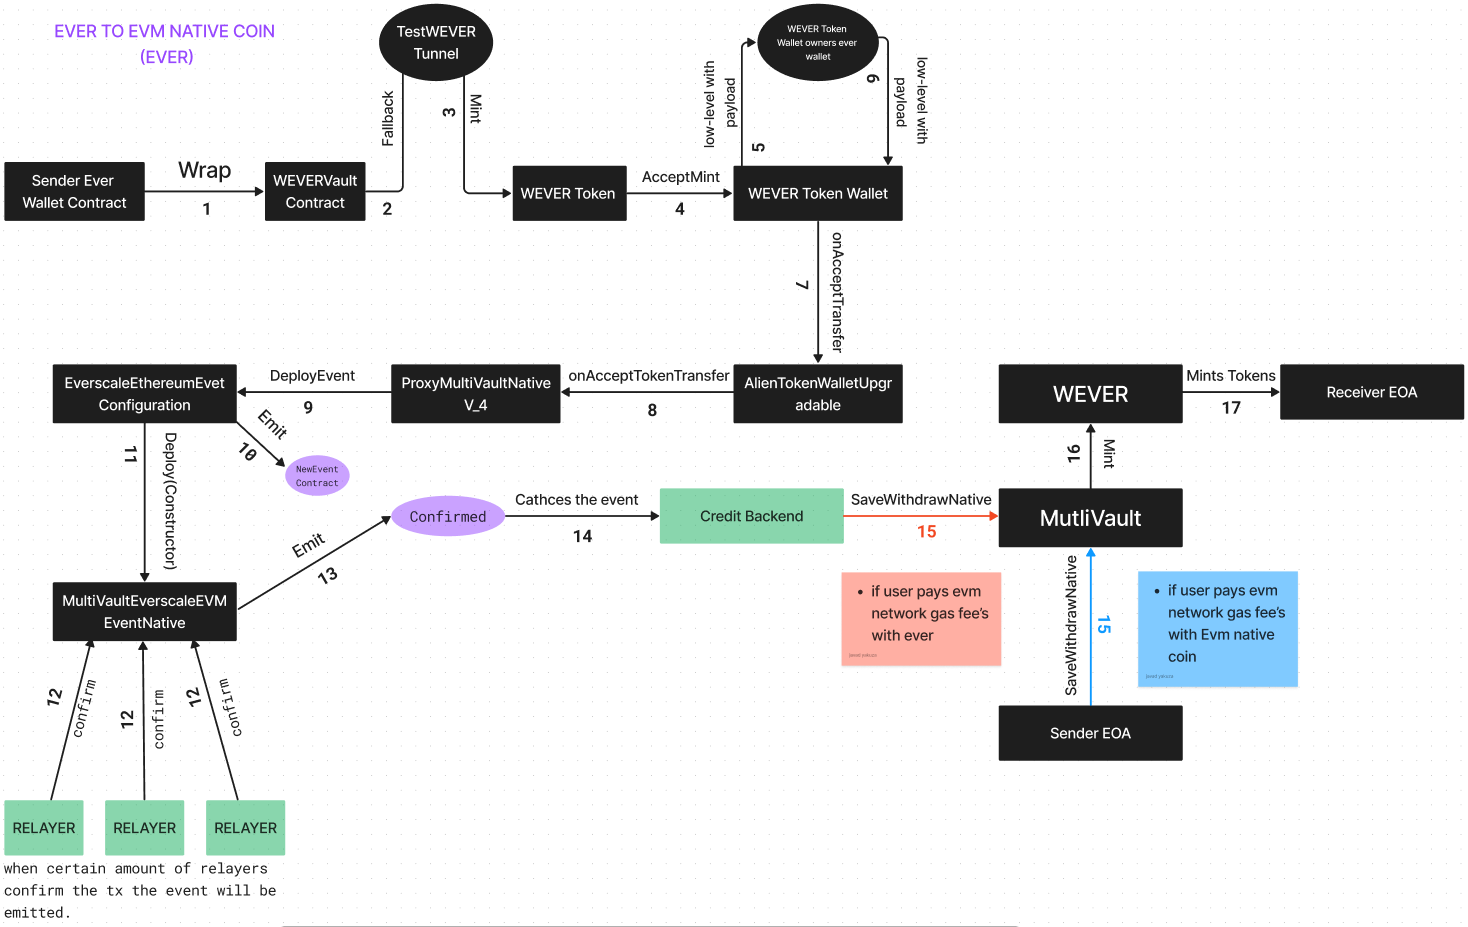 EVER TO EVM NATIVE COIN
(EVER)
TestWEVER
Tunnel
WEVER Token
Wallet owners ever
wallet
Fallback
3
Mint
low-level with
payload
5
6
low-level with
payload
Sender Ever
Wallet Contract
Wrap
1
WEVERVault
Contract
2
WEVER Token
AcceptMint
4
WEVER Token Wallet
7
onAcceptTransfer
EverscaleEthereumEvet
Configuration
DeployEvent
9
ProxyMultiVaultNative
V_4
onAcceptTokenTransfer
8
AlienTokenWalletUpgr
adable
WEVER
Mints Tokens
17
Receiver EOA
Emit
10
NewEvent
Contract
11
Deploy(Constructor)
16
Mint
Confirmed
Cathces the event
14
Credit Backend
SaveWithdrawNative
15
MutliVault
Emit
13
MultiVaultEverscaleEVM
EventNative
• if user pays evm
network gas fee's
with ever
SaveWithdrawNative
15
• if user pays evm
network gas fee's
with Evm native
coin
12
confirm
12
confirm
12
confirm
Sender EOA
RELAYER
RELAYER
RELAYER
when certain amount of relayers
confirm the tx the event will be
emitted.